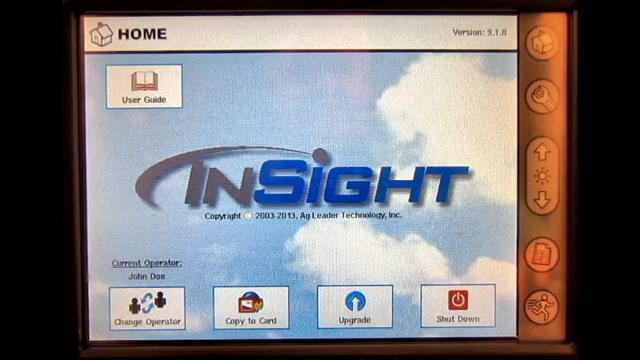 HOME
Version: 9.1.0
User Guide
INSIGHT
Copyright © 2003-2013, Ag Leader Technology, Inc.
Current Operator:
John Doe
Change Operator
Copy to Card
Upgrade
Shut Down